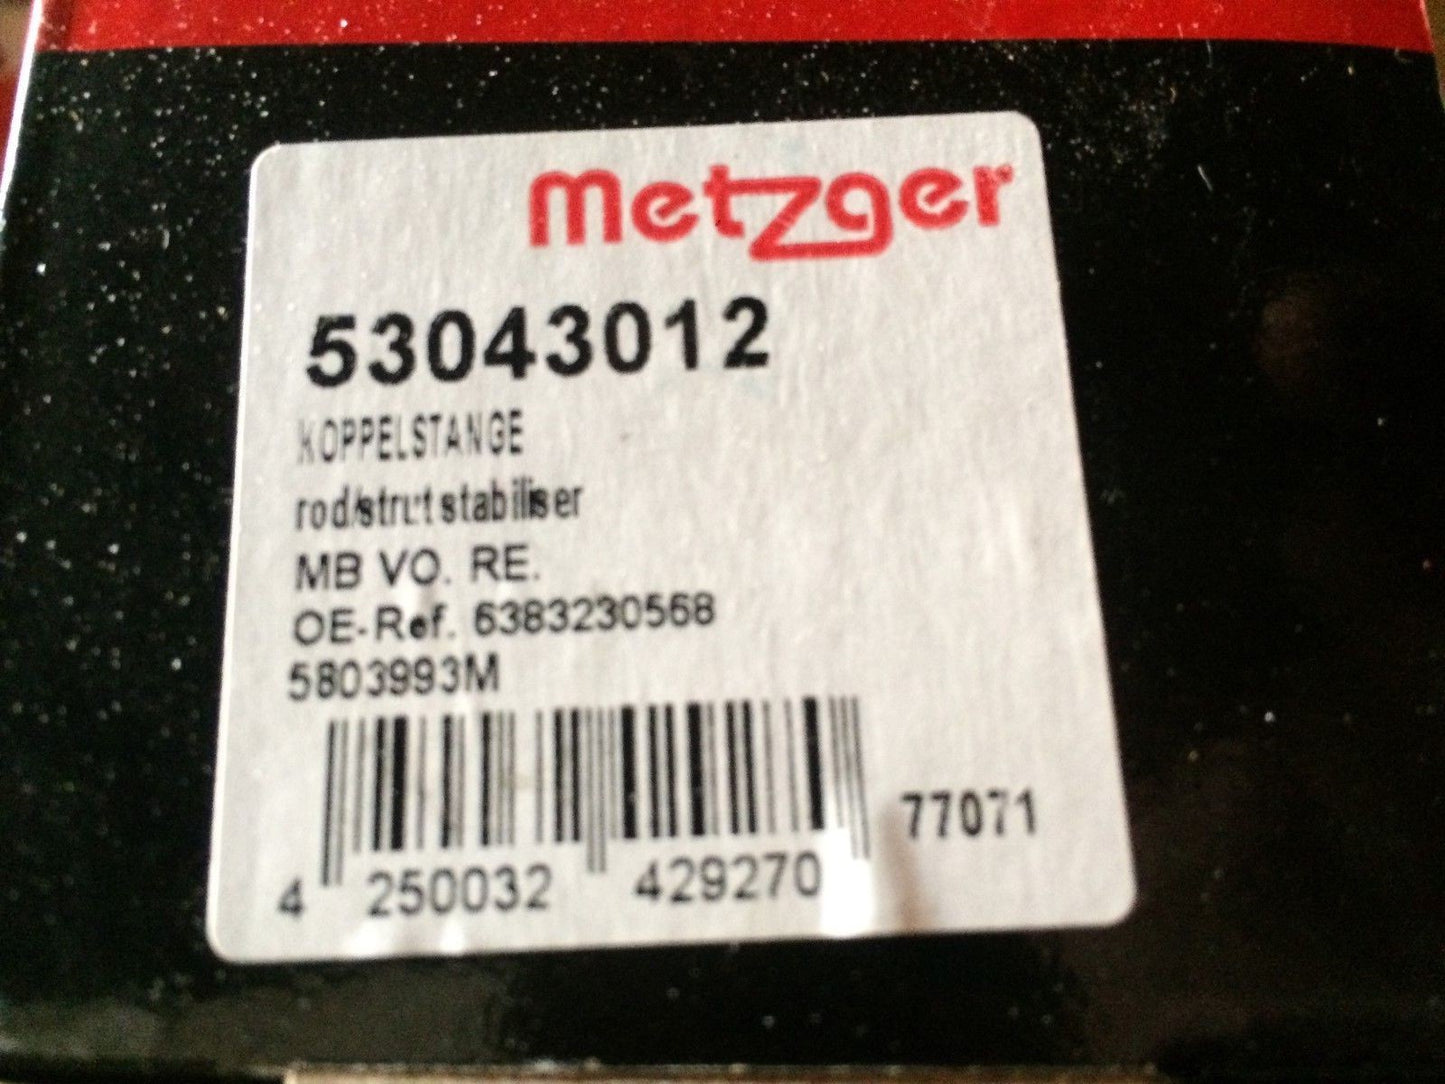 metzger
53043012
KOPPELSTANGE
rod/strut stabiliser
MB VO. RE.
OE-Ref. 6383230568
5803993M
77071
4 250032 429270